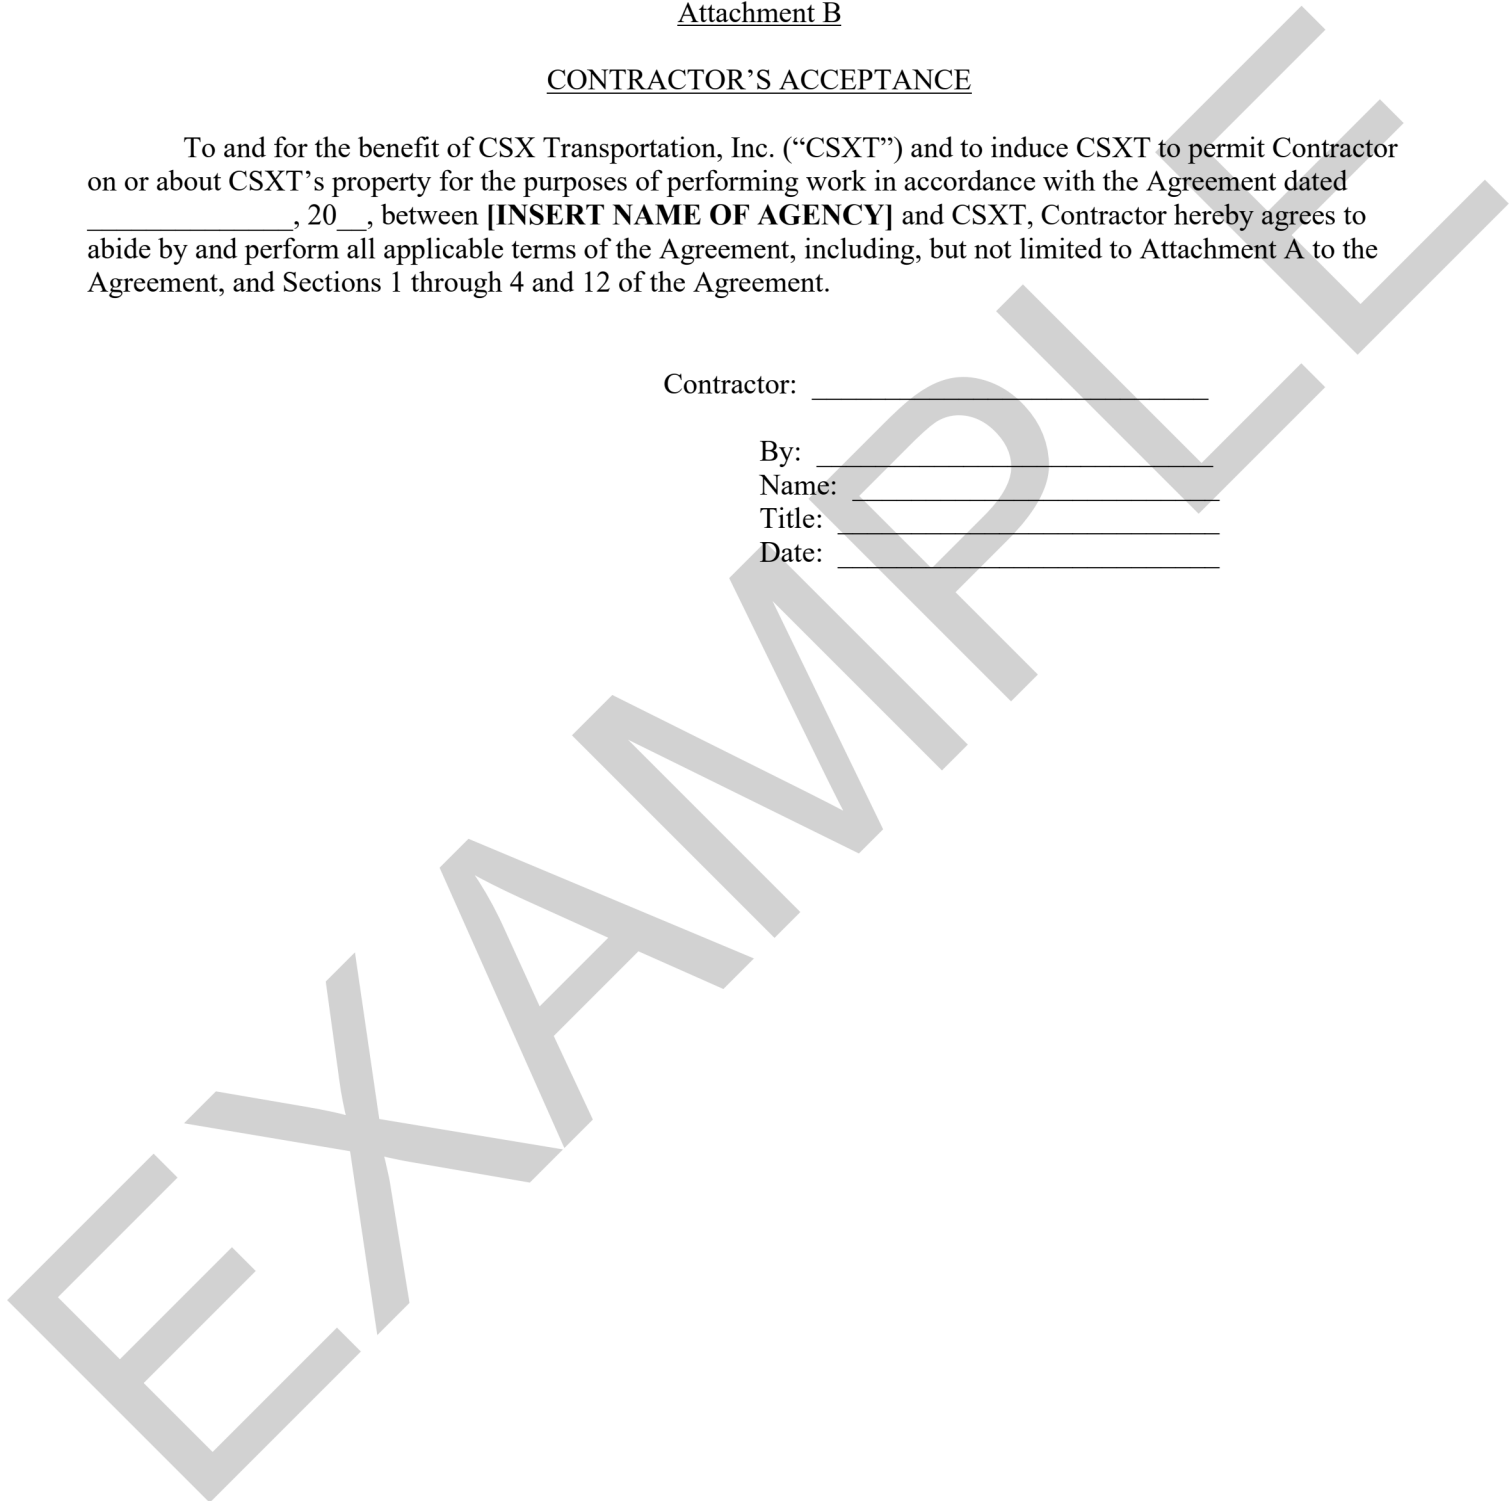 Attachment B
CONTRACTOR’S ACCEPTANCE
To and for the benefit of CSX Transportation, Inc. (“CSXT”) and to induce CSXT to permit Contractor
on or about CSXT’s property for the purposes of performing work in accordance with the Agreement dated
______________, 20__, between [INSERT NAME OF AGENCY] and CSXT, Contractor hereby agrees to
abide by and perform all applicable terms of the Agreement, including, but not limited to Attachment A to the
Agreement, and Sections 1 through 4 and 12 of the Agreement.
Contractor: ___________________________
By: ___________________________
Name: _________________________
Title: __________________________
Date: __________________________
EXAMPLE